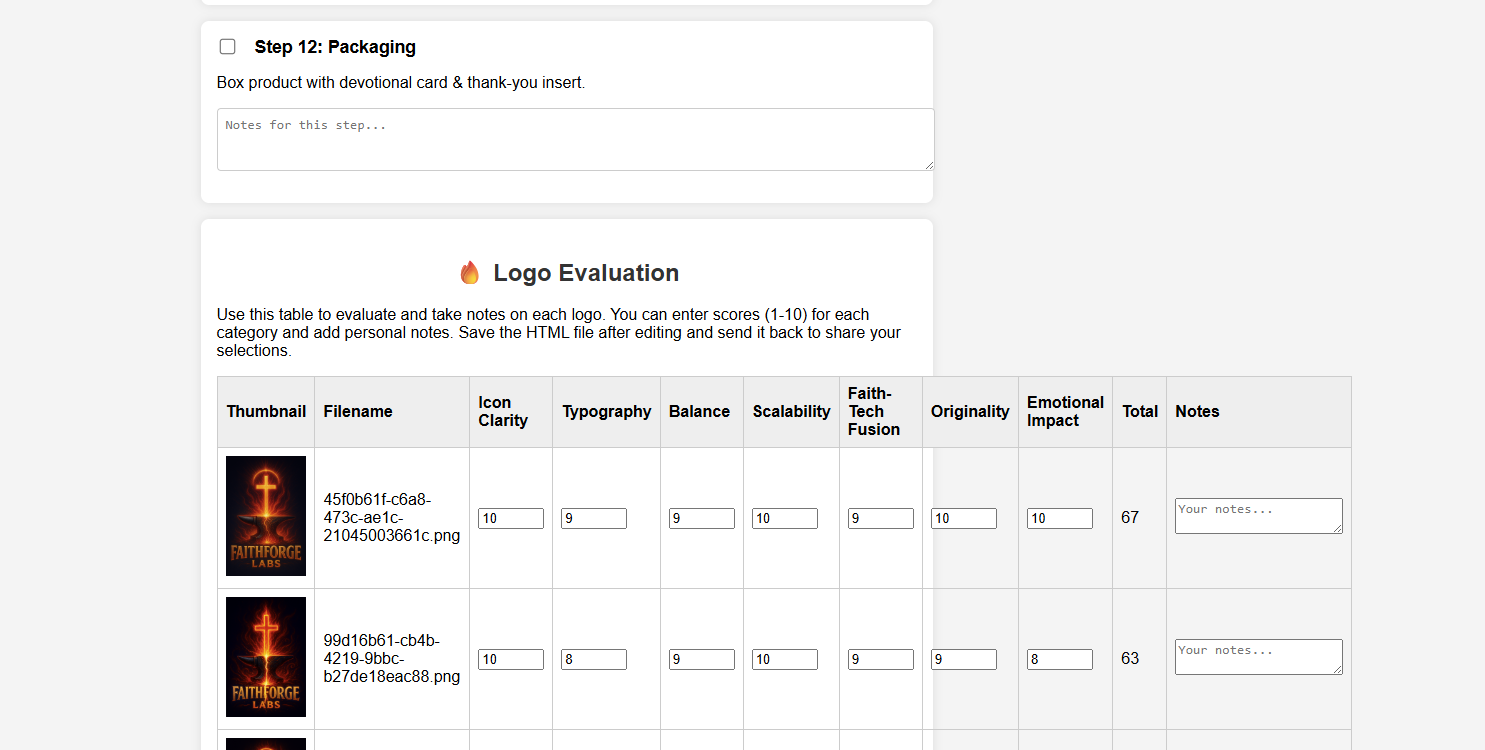 Step 12: Packaging
Box product with devotional card & thank-you insert.
Notes for this step...
🔥 Logo Evaluation
Use this table to evaluate and take notes on each logo. You can enter scores (1-10) for each
category and add personal notes. Save the HTML file after editing and send it back to share your
selections.
Thumbnail Filename Icon Clarity Typography Balance Scalability Faith-Tech Fusion Originality Emotional Impact Total Notes
FAITHFORGE
LABS
45f0b61f-c6a8-
473c-ae1c-
21045003661c.png
10 9 9 10 9 10 10 67 Your notes...
FAITHFORGE
LABS
99d16b61-cb4b-
4219-9bbc-
b27de18eac88.png
10 8 9 10 9 9 8 63 Your notes...